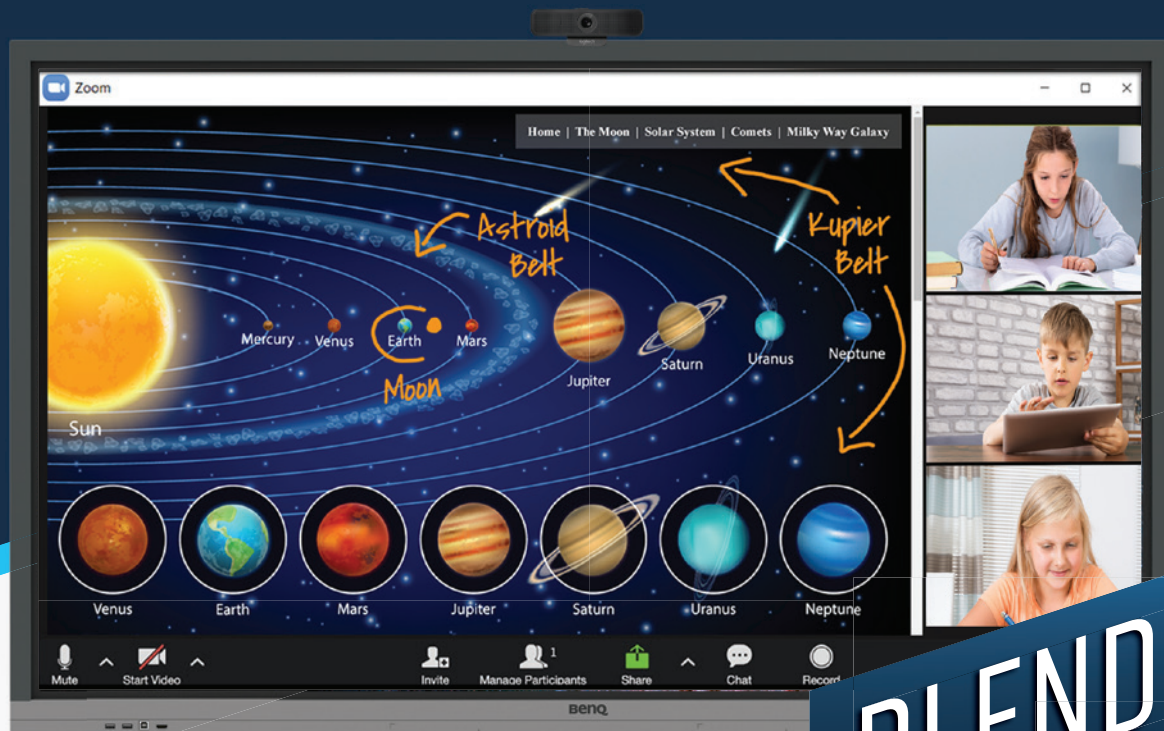 Zoom
Home | The Moon | Solar System | Comets | Milky Way Galaxy
Astroid
Belt
Kupier
Belt
Mercury
Venus
Earth
Mars
Jupiter
Saturn
Uranus
Neptune
Moon
Sun
Venus
Earth
Mars
Jupiter
Saturn
Uranus
Neptune
Mute
Start Video
Invite
1
Manage Participants
Share
Chat
Record
BenQ
BLEND